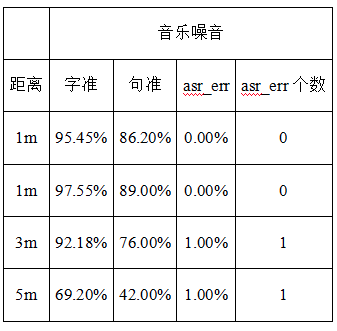 音乐噪音
距离 字准 句准 asr_err asr_err 个数
1m 95.45% 86.20% 0.00% 0
1m 97.55% 89.00% 0.00% 0
3m 92.18% 76.00% 1.00% 1
5m 69.20% 42.00% 1.00% 1